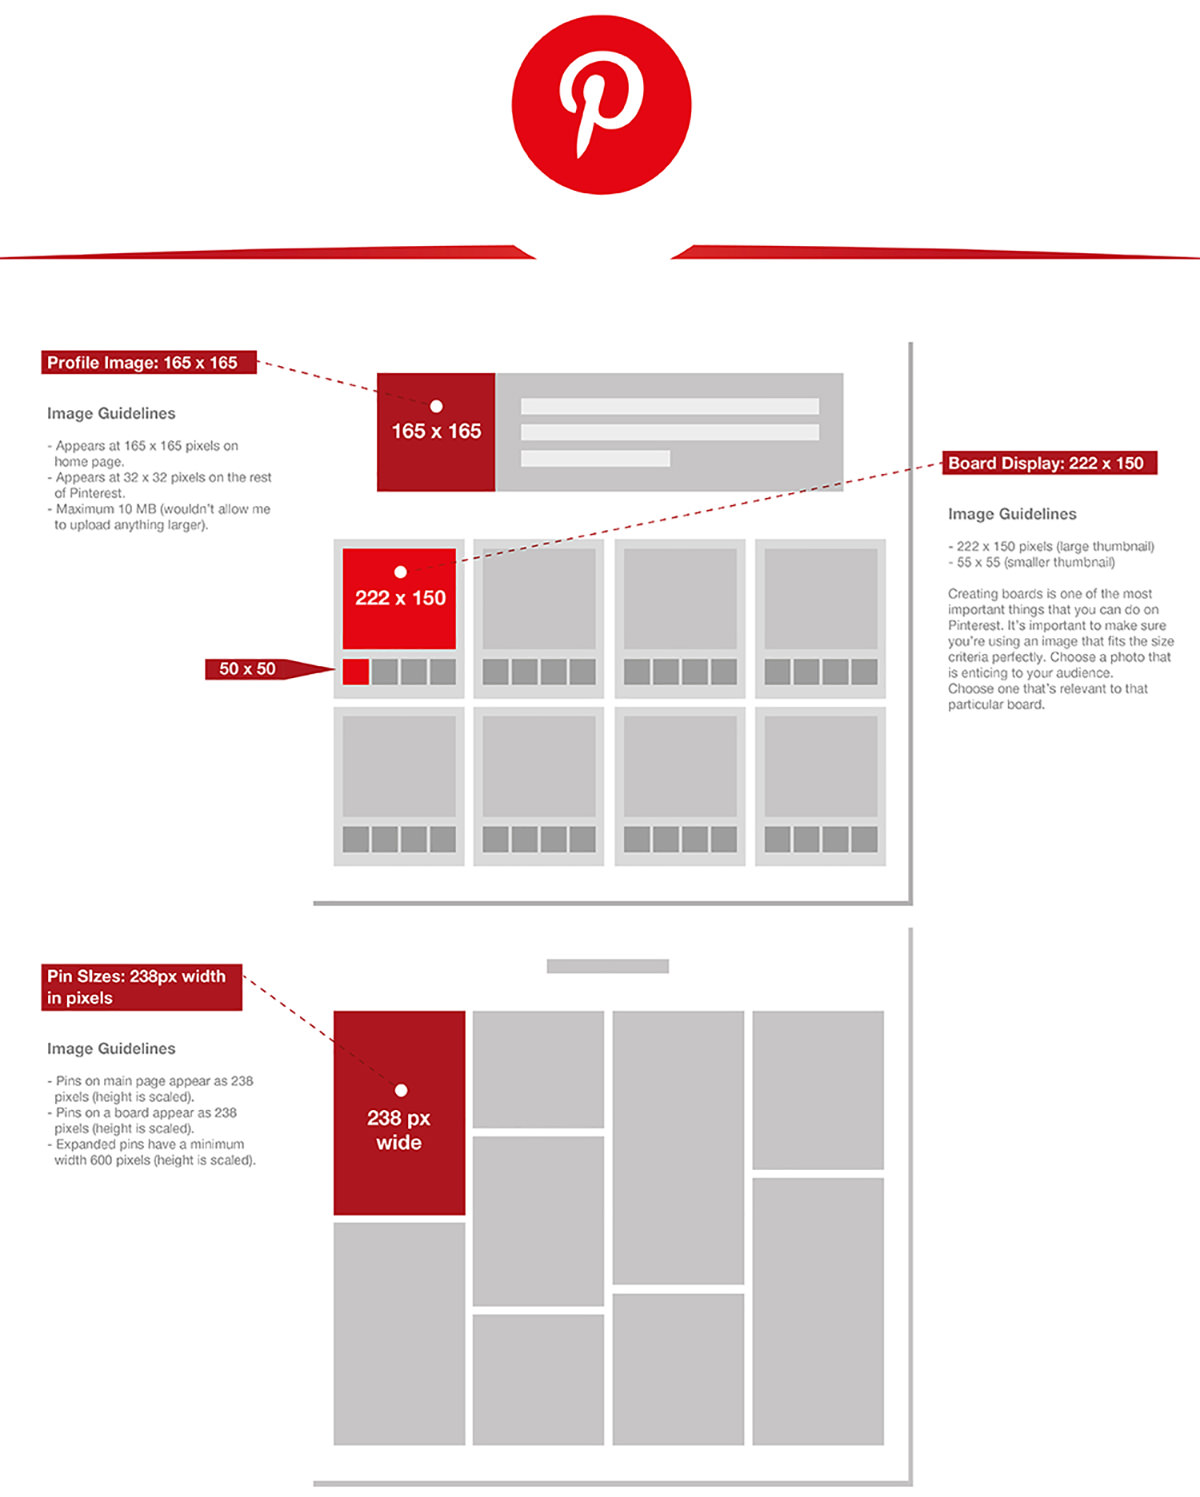 Profile Image: 165 x 165
Image Guidelines
- Appears at 165 x 165 pixels on
home page.
- Appears at 32 x 32 pixels on the rest
of Pinterest.
- Maximum 10 MB (wouldn't allow me
to upload anything larger).
165 x 165
Board Display: 222 x 150
Image Guidelines
- 222 x 150 pixels (large thumbnail)
- 55 x 55 (smaller thumbnail)
Creating boards is one of the most
important things that you can do on
Pinterest. It's important to make sure
you're using an image that fits the size
criteria perfectly. Choose a photo that
is enticing to your audience.
Choose one that's relevant to that
particular board.
222 x 150
50 x 50
Pin SIzes: 238px width
in pixels
Image Guidelines
- Pins on main page appear as 238
pixels (height is scaled).
- Pins on a board appear as 238
pixels (height is scaled).
- Expanded pins have a minimum
width 600 pixels (height is scaled).
238 px
wide